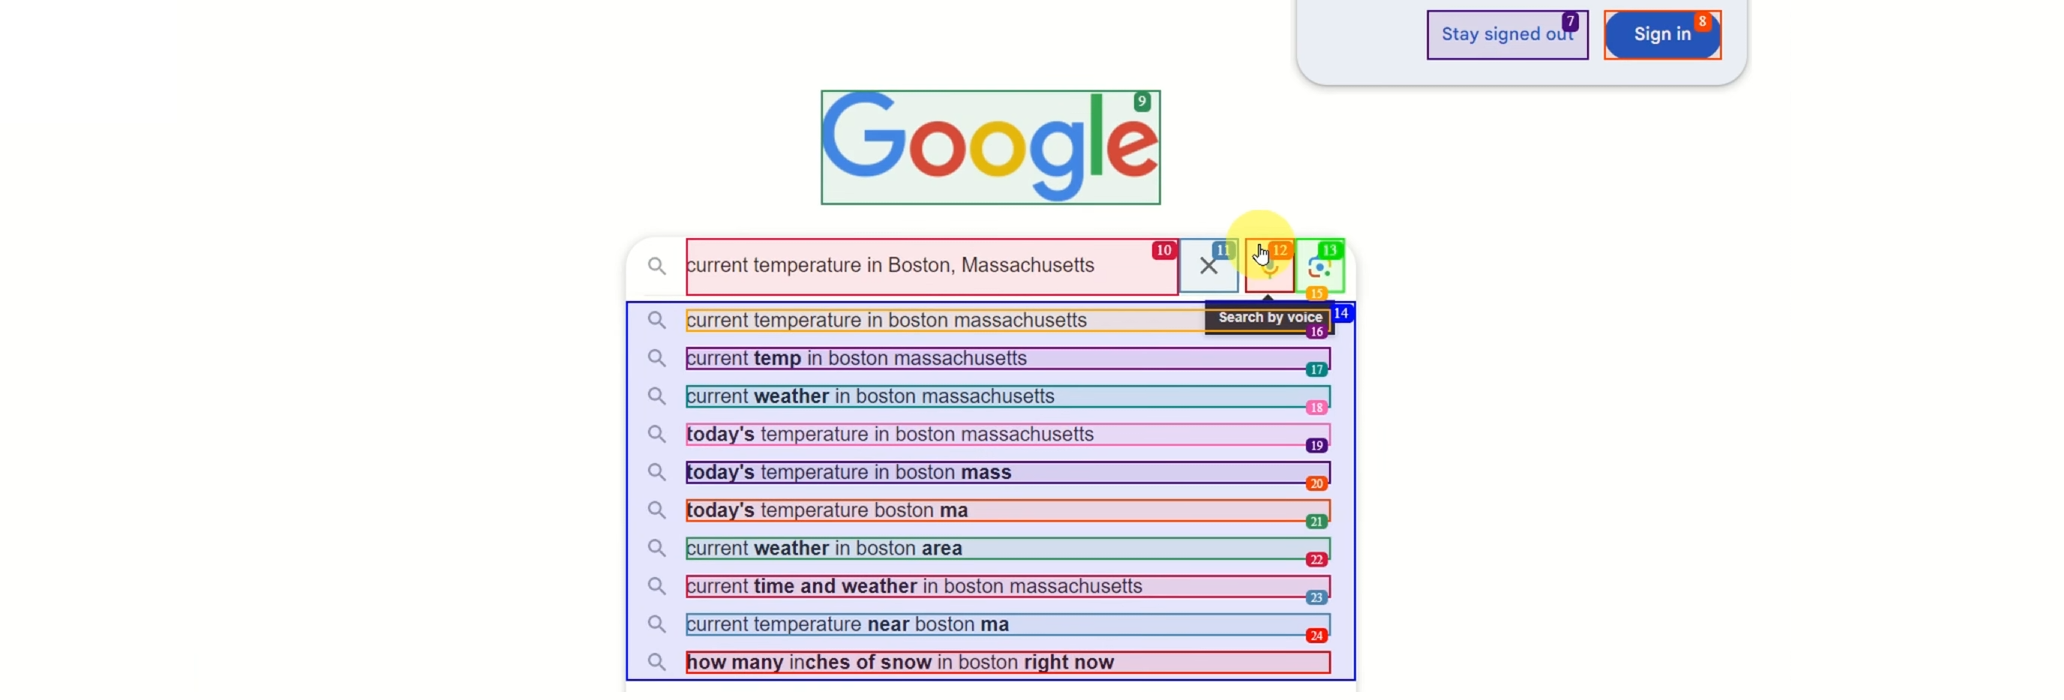 Stay signed out 7
Sign in 8
Google 9
current temperature in Boston, Massachusetts 10 11 12 13
15
current temperature in boston massachusetts Search by voice 14
16
current temp in boston massachusetts
17
current weather in boston massachusetts
18
today's temperature in boston massachusetts
19
today's temperature in boston mass
20
today's temperature boston ma
21
current weather in boston area
22
current time and weather in boston massachusetts
23
current temperature near boston ma
24
how many inches of snow in boston right now